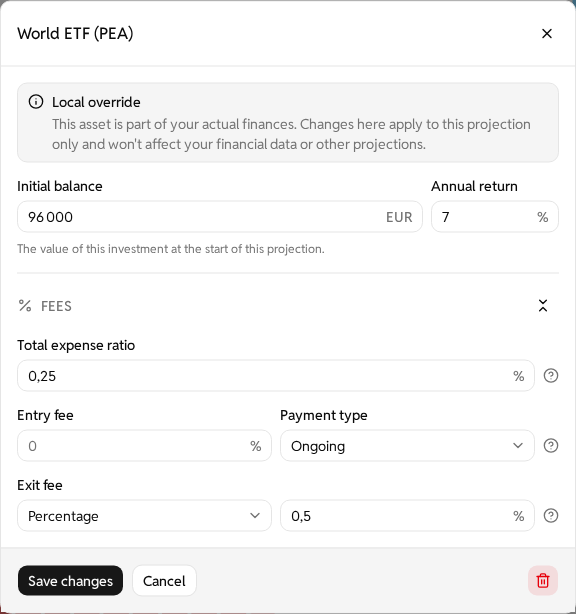 World ETF (PEA)
Local override
This asset is part of your actual finances. Changes here apply to this projection
only and won't affect your financial data or other projections.
Initial balance
Annual return
96 000 EUR
7 %
The value of this investment at the start of this projection.
FEES
Total expense ratio
0,25 %
Entry fee
Payment type
0 %
Ongoing
Exit fee
Percentage
0,5 %
Save changes
Cancel